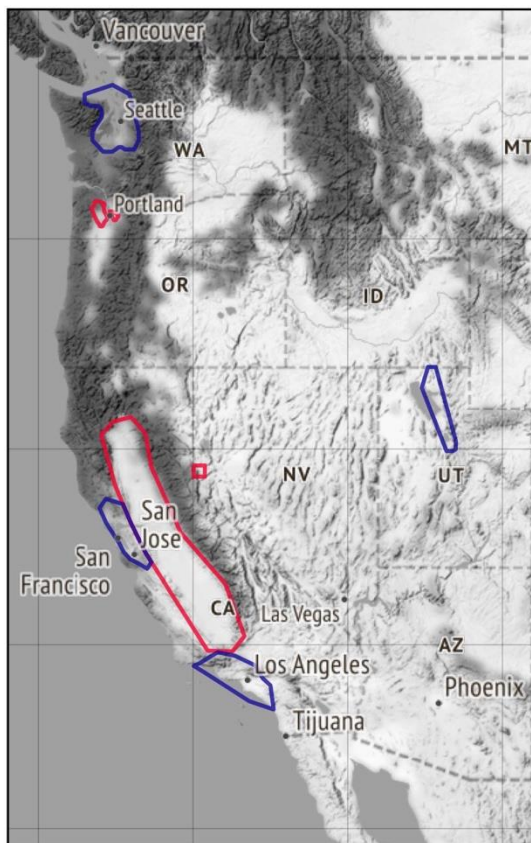 Vancouver
Seattle
WA
MT
Portland
OR
ID
NV
UT
San
Jose
San
Francisco
CA
Las Vegas
AZ
Los Angeles
Phoenix
Tijuana